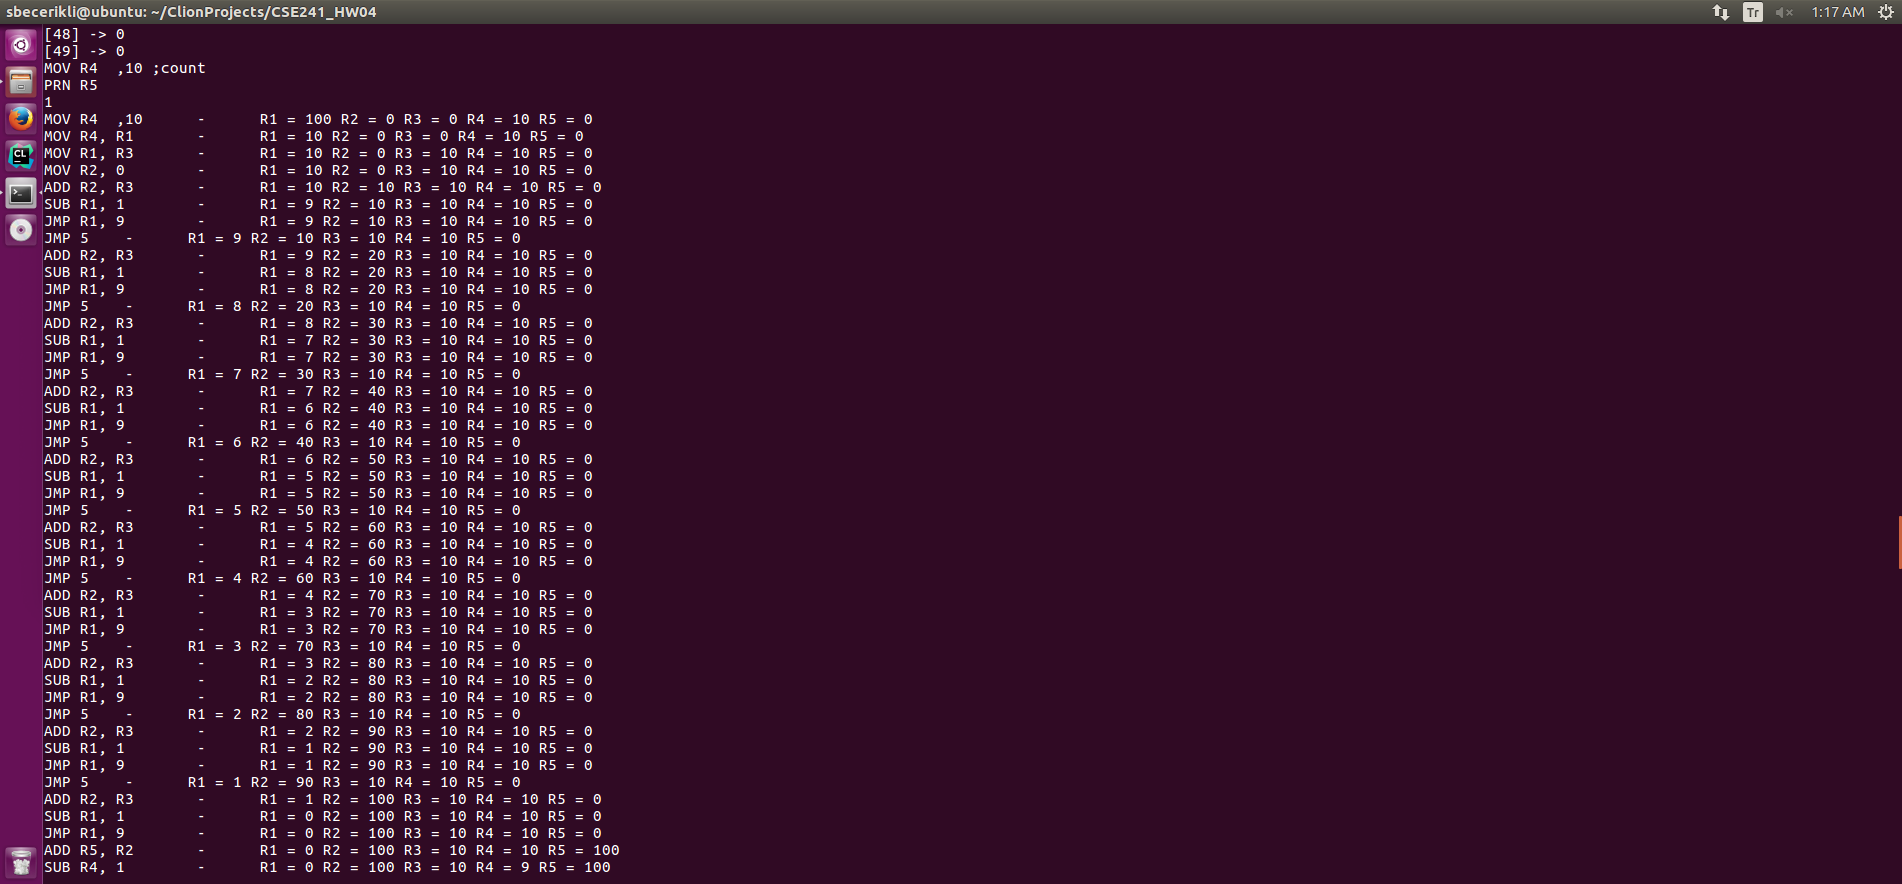 sbecerikli@ubuntu: ~/ClionProjects/CSE241_HW04
Tr
1:17 AM
[48] -> 0
[49] -> 0
MOV R4  ,10 ;count
PRN R5
1
MOV R4  ,10      -      R1 = 100 R2 = 0 R3 = 0 R4 = 10 R5 = 0
MOV R4, R1       -      R1 = 10 R2 = 0 R3 = 0 R4 = 10 R5 = 0
MOV R1, R3       -      R1 = 10 R2 = 0 R3 = 10 R4 = 10 R5 = 0
MOV R2, 0        -      R1 = 10 R2 = 0 R3 = 10 R4 = 10 R5 = 0
ADD R2, R3       -      R1 = 10 R2 = 10 R3 = 10 R4 = 10 R5 = 0
SUB R1, 1        -      R1 = 9 R2 = 10 R3 = 10 R4 = 10 R5 = 0
JMP R1, 9        -      R1 = 9 R2 = 10 R3 = 10 R4 = 10 R5 = 0
JMP 5    -      R1 = 9 R2 = 10 R3 = 10 R4 = 10 R5 = 0
ADD R2, R3       -      R1 = 9 R2 = 20 R3 = 10 R4 = 10 R5 = 0
SUB R1, 1        -      R1 = 8 R2 = 20 R3 = 10 R4 = 10 R5 = 0
JMP R1, 9        -      R1 = 8 R2 = 20 R3 = 10 R4 = 10 R5 = 0
JMP 5    -      R1 = 8 R2 = 20 R3 = 10 R4 = 10 R5 = 0
ADD R2, R3       -      R1 = 8 R2 = 30 R3 = 10 R4 = 10 R5 = 0
SUB R1, 1        -      R1 = 7 R2 = 30 R3 = 10 R4 = 10 R5 = 0
JMP R1, 9        -      R1 = 7 R2 = 30 R3 = 10 R4 = 10 R5 = 0
JMP 5    -      R1 = 7 R2 = 30 R3 = 10 R4 = 10 R5 = 0
ADD R2, R3       -      R1 = 7 R2 = 40 R3 = 10 R4 = 10 R5 = 0
SUB R1, 1        -      R1 = 6 R2 = 40 R3 = 10 R4 = 10 R5 = 0
JMP R1, 9        -      R1 = 6 R2 = 40 R3 = 10 R4 = 10 R5 = 0
JMP 5    -      R1 = 6 R2 = 40 R3 = 10 R4 = 10 R5 = 0
ADD R2, R3       -      R1 = 6 R2 = 50 R3 = 10 R4 = 10 R5 = 0
SUB R1, 1        -      R1 = 5 R2 = 50 R3 = 10 R4 = 10 R5 = 0
JMP R1, 9        -      R1 = 5 R2 = 50 R3 = 10 R4 = 10 R5 = 0
JMP 5    -      R1 = 5 R2 = 50 R3 = 10 R4 = 10 R5 = 0
ADD R2, R3       -      R1 = 5 R2 = 60 R3 = 10 R4 = 10 R5 = 0
SUB R1, 1        -      R1 = 4 R2 = 60 R3 = 10 R4 = 10 R5 = 0
JMP R1, 9        -      R1 = 4 R2 = 60 R3 = 10 R4 = 10 R5 = 0
JMP 5    -      R1 = 4 R2 = 60 R3 = 10 R4 = 10 R5 = 0
ADD R2, R3       -      R1 = 4 R2 = 70 R3 = 10 R4 = 10 R5 = 0
SUB R1, 1        -      R1 = 3 R2 = 70 R3 = 10 R4 = 10 R5 = 0
JMP R1, 9        -      R1 = 3 R2 = 70 R3 = 10 R4 = 10 R5 = 0
JMP 5    -      R1 = 3 R2 = 70 R3 = 10 R4 = 10 R5 = 0
ADD R2, R3       -      R1 = 3 R2 = 80 R3 = 10 R4 = 10 R5 = 0
SUB R1, 1        -      R1 = 2 R2 = 80 R3 = 10 R4 = 10 R5 = 0
JMP R1, 9        -      R1 = 2 R2 = 80 R3 = 10 R4 = 10 R5 = 0
JMP 5    -      R1 = 2 R2 = 80 R3 = 10 R4 = 10 R5 = 0
ADD R2, R3       -      R1 = 2 R2 = 90 R3 = 10 R4 = 10 R5 = 0
SUB R1, 1        -      R1 = 1 R2 = 90 R3 = 10 R4 = 10 R5 = 0
JMP R1, 9        -      R1 = 1 R2 = 90 R3 = 10 R4 = 10 R5 = 0
JMP 5    -      R1 = 1 R2 = 90 R3 = 10 R4 = 10 R5 = 0
ADD R2, R3       -      R1 = 1 R2 = 100 R3 = 10 R4 = 10 R5 = 0
SUB R1, 1        -      R1 = 0 R2 = 100 R3 = 10 R4 = 10 R5 = 0
JMP R1, 9        -      R1 = 0 R2 = 100 R3 = 10 R4 = 10 R5 = 0
ADD R5, R2       -      R1 = 0 R2 = 100 R3 = 10 R4 = 10 R5 = 100
SUB R4, 1        -      R1 = 0 R2 = 100 R3 = 10 R4 = 9 R5 = 100
CL